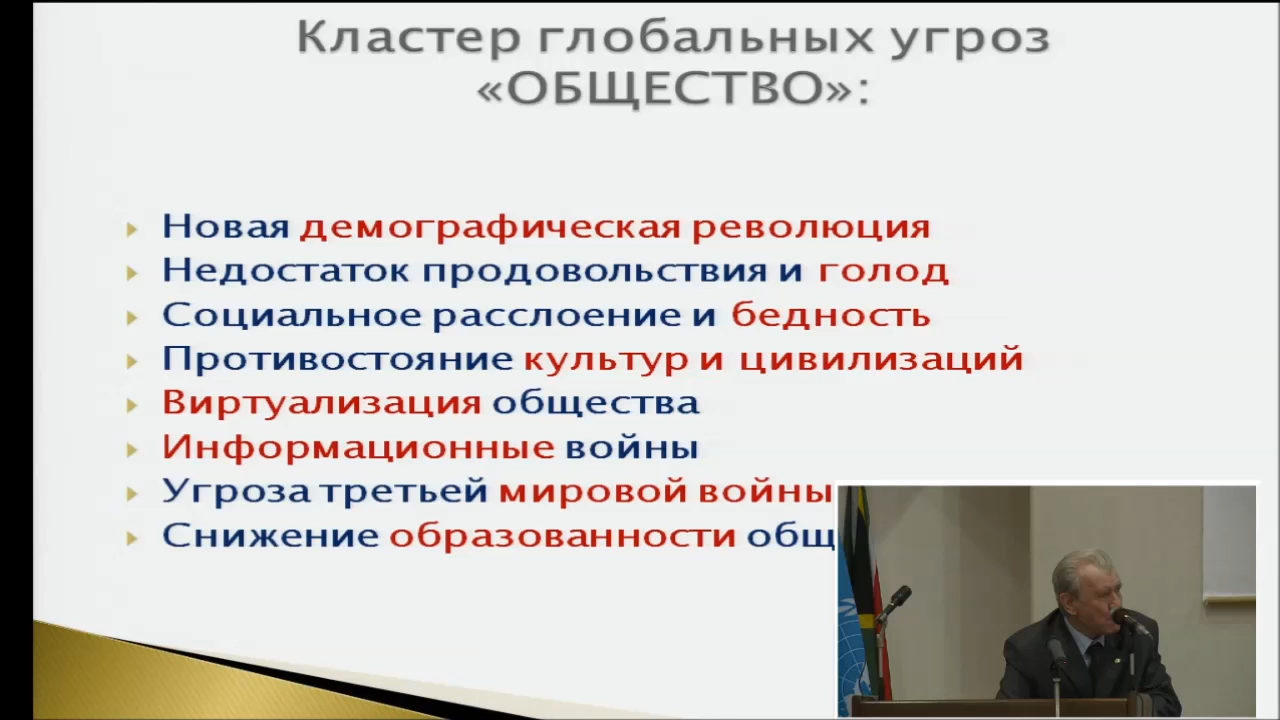 Кластер глобальных угроз
«ОБЩЕСТВО»:
Новая демографическая революция
Недостаток продовольствия и голод
Социальное расслоение и бедность
Противостояние культур и цивилизаций
Виртуализация общества
Информационные войны
Угроза третьей мировой войны
Снижение образованности общ